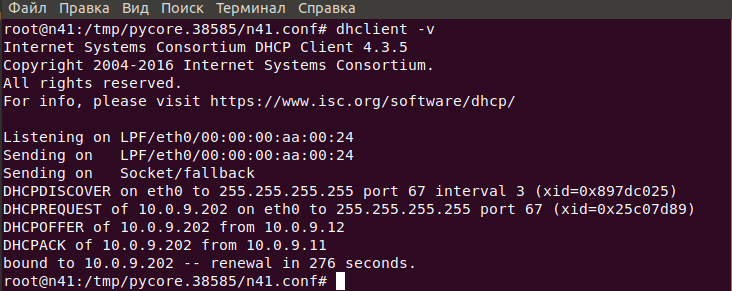 Файл Правка Вид Поиск Терминал Справка
root@n41:/tmp/pycore.38585/n41.conf# dhclient -v
Internet Systems Consortium DHCP Client 4.3.5
Copyright 2004-2016 Internet Systems Consortium.
All rights reserved.
For info, please visit https://www.isc.org/software/dhcp/
Listening on LPF/eth0/00:00:00:aa:00:24
Sending on   LPF/eth0/00:00:00:aa:00:24
Sending on   Socket/fallback
DHCPDISCOVER on eth0 to 255.255.255.255 port 67 interval 3 (xid=0x897dc025)
DHCPREQUEST of 10.0.9.202 on eth0 to 255.255.255.255 port 67 (xid=0x25c07d89)
DHCPOFFER of 10.0.9.202 from 10.0.9.12
DHCPACK of 10.0.9.202 from 10.0.9.11
bound to 10.0.9.202 -- renewal in 276 seconds.
root@n41:/tmp/pycore.38585/n41.conf#